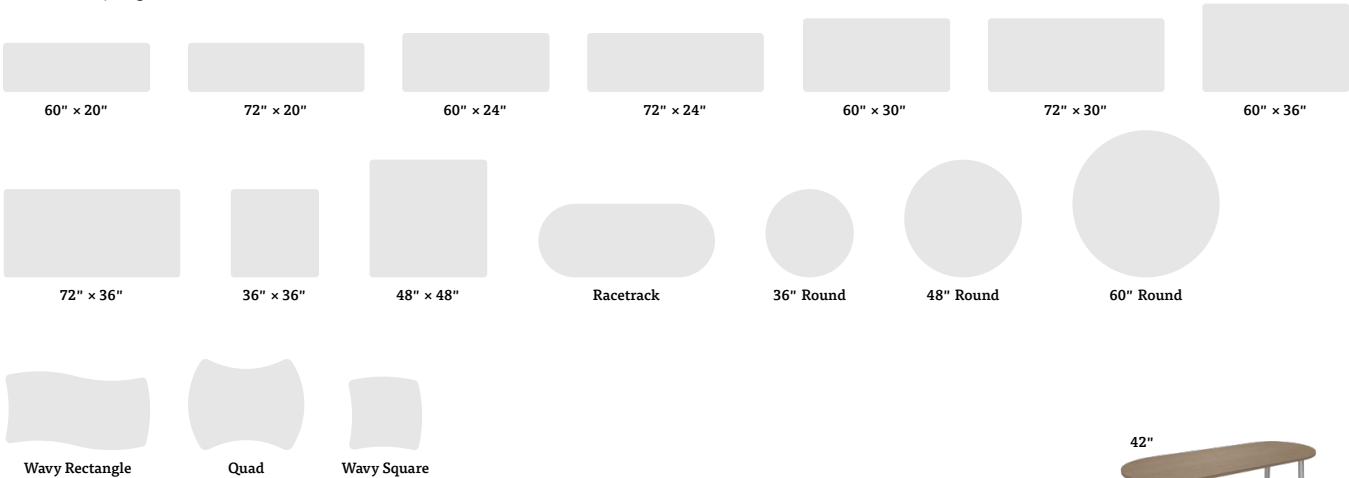 60" × 20"
72" × 20"
60" × 24"
72" × 24"
60" × 30"
72" × 30"
60" × 36"
72" × 36"
36" × 36"
48" × 48"
Racetrack
36" Round
48" Round
60" Round
Wavy Rectangle
Quad
Wavy Square
42"